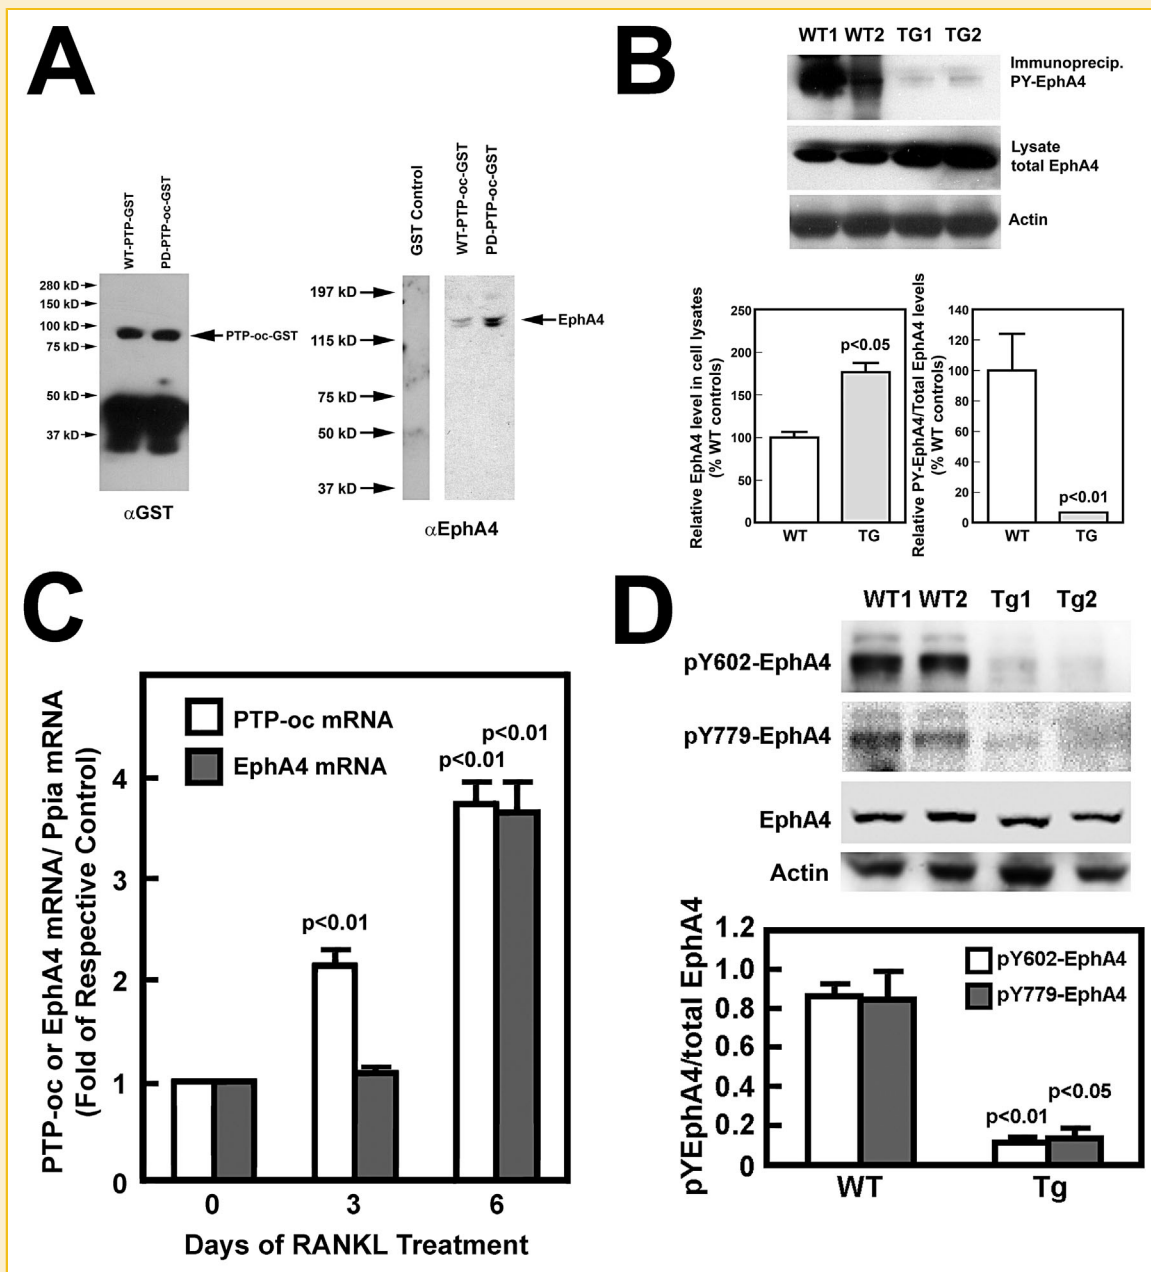 A
WT-PTP-GST
PD-PTP-oc-GST
280 kD
150 kD
100 kD
75 kD
50 kD
37 kD
PTP-oc-GST
αGST
GST Control
WT-PTP-oc-GST
PD-PTP-oc-GST
197 kD
115 kD
75 kD
50 kD
37 kD
EphA4
αEphA4
B
WT1 WT2 TG1 TG2
Immunoprecip.
PY-EphA4
Lysate
total EphA4
Actin
Relative EphA4 level in cell lysates
(% WT controls)
250
200
150
100
50
0
p<0.05
WT TG
Relative PY-EphA4/Total EphA4 levels
(% WT controls)
140
120
100
80
60
40
20
0
p<0.01
WT TG
C
PTP-oc or EphA4 mRNA/ Ppia mRNA
(Fold of Respective Control)
PTP-oc mRNA
EphA4 mRNA
4
3
2
1
0
p<0.01
p<0.01
p<0.01
0 3 6
Days of RANKL Treatment
D
WT1 WT2 Tg1 Tg2
pY602-EphA4
pY779-EphA4
EphA4
Actin
pYEphA4/total EphA4
1.2
1.0
0.8
0.6
0.4
0.2
0
pY602-EphA4
pY779-EphA4
p<0.01
p<0.05
WT Tg